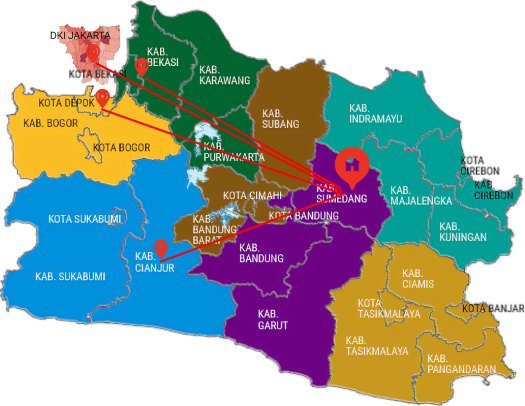 DKI JAKARTA
KAB.
BEKASI
KOTA BEKASI
KAB.
KARAWANG
KOTA DEPOK
KAB. BOGOR
KOTA BOGOR
KAB.
SUBANG
KAB.
INDRAMAYU
KAB.
PURWAKARTA
KOTA
CIREBON
KAB.
CIREBON
KOTA CIMAHI
KAB.
SUMEDANG
KAB.
MAJALENGKA
KOTA SUKABUMI
KAB.
BANDUNG
BARAT
KOTA BANDUNG
KAB.
KUNINGAN
KAB. SUKABUMI
KAB.
CIANJUR
KAB.
BANDUNG
KAB.
CIAMIS
KAB.
GARUT
KOTA
TASIKMALAYA
KOTA BANJAR
KAB.
TASIKMALAYA
KAB.
PANGANDARAN